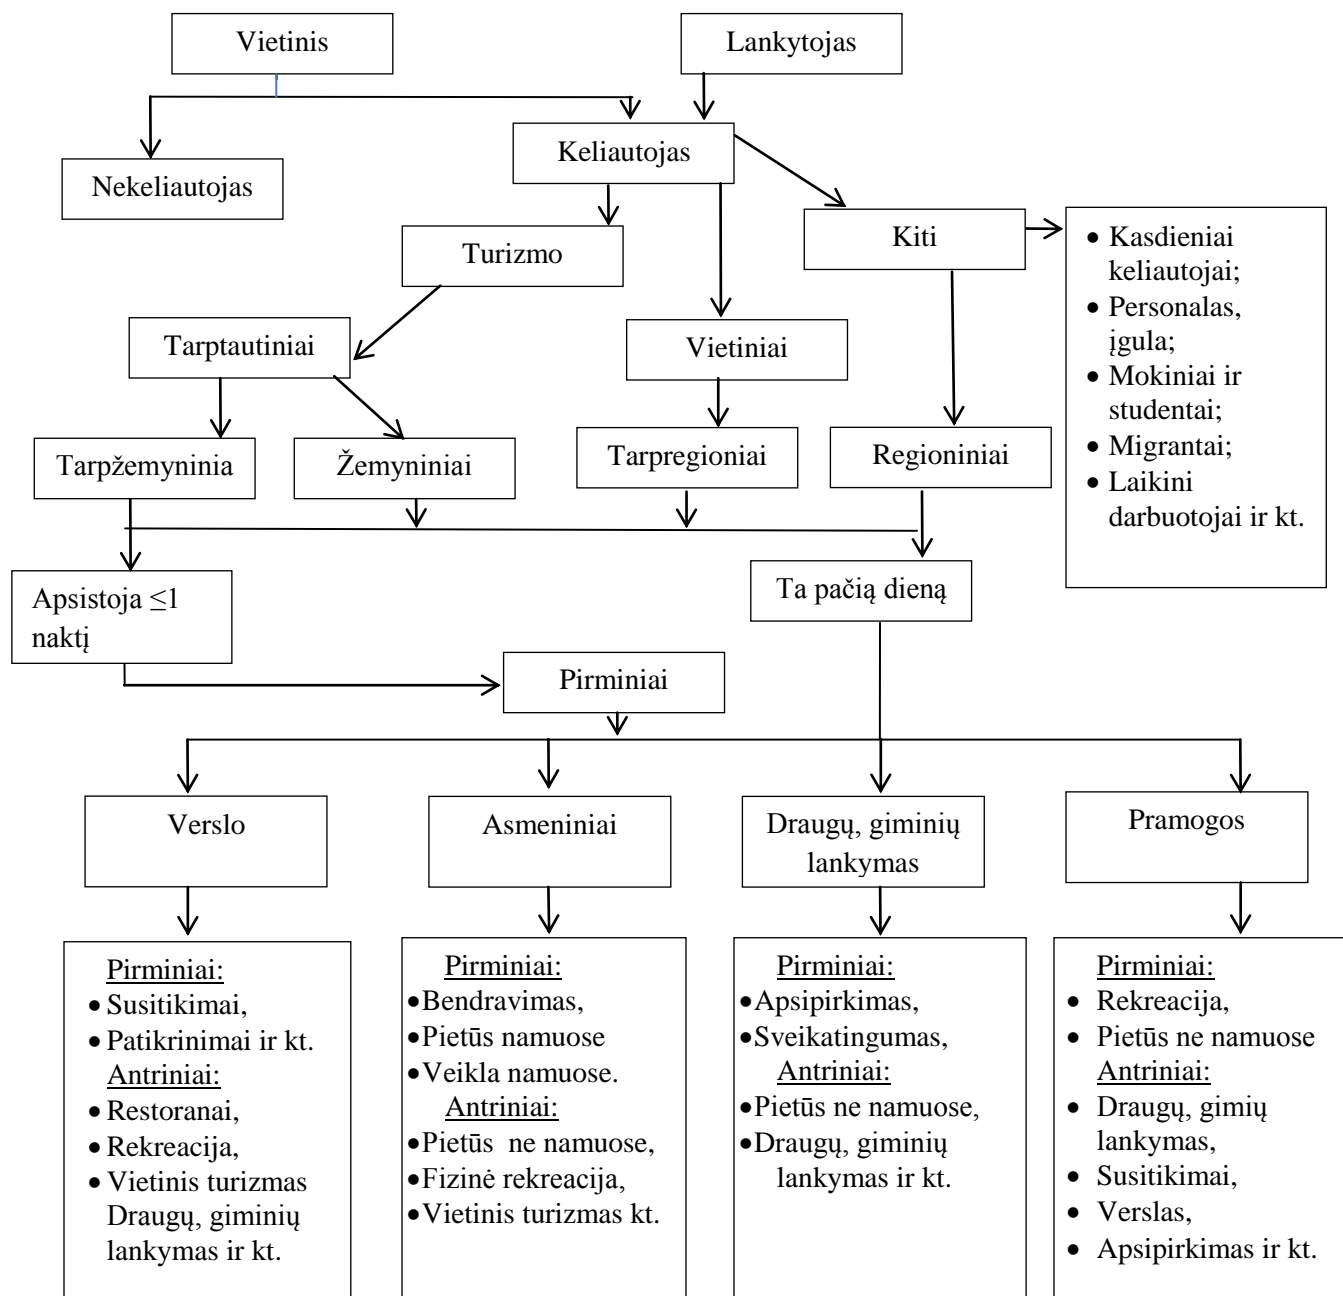 Vietinis
Lankytojas
Keliautojas
Nekeliautojas
Kiti
Turizmo
Tarptautiniai
Vietiniai
• Kasdieniai
keliautojai;
• Personalas,
įgula;
• Mokiniai ir
studentai;
• Migrantai;
• Laikini
darbuotojai ir kt.
Tarpžemyninia
Žemyniniai
Tarpregioniai
Regioniniai
Apsistoja ≤1
naktį
Ta pačią dieną
Pirminiai
Verslo
Asmeniniai
Draugų, giminių
lankymas
Pramogos
Pirminiai:
• Susitikimai,
• Patikrinimai ir kt.
Antriniai:
• Restoranai,
• Rekreacija,
• Vietinis turizmas
Draugų, giminių
lankymas ir kt.
Pirminiai:
• Bendravimas,
• Pietūs namuose
• Veikla namuose.
Antriniai:
• Pietūs ne namuose,
• Fizinė rekreacija,
• Vietinis turizmas kt.
Pirminiai:
• Apsipirkimas,
• Sveikatingumas,
Antriniai:
• Pietūs ne namuose,
• Draugų, giminių
lankymas ir kt.
Pirminiai:
• Rekreacija,
• Pietūs ne namuose
Antriniai:
• Draugų, gimių
lankymas,
• Susitikimai,
• Verslas,
• Apsipirkimas ir kt.